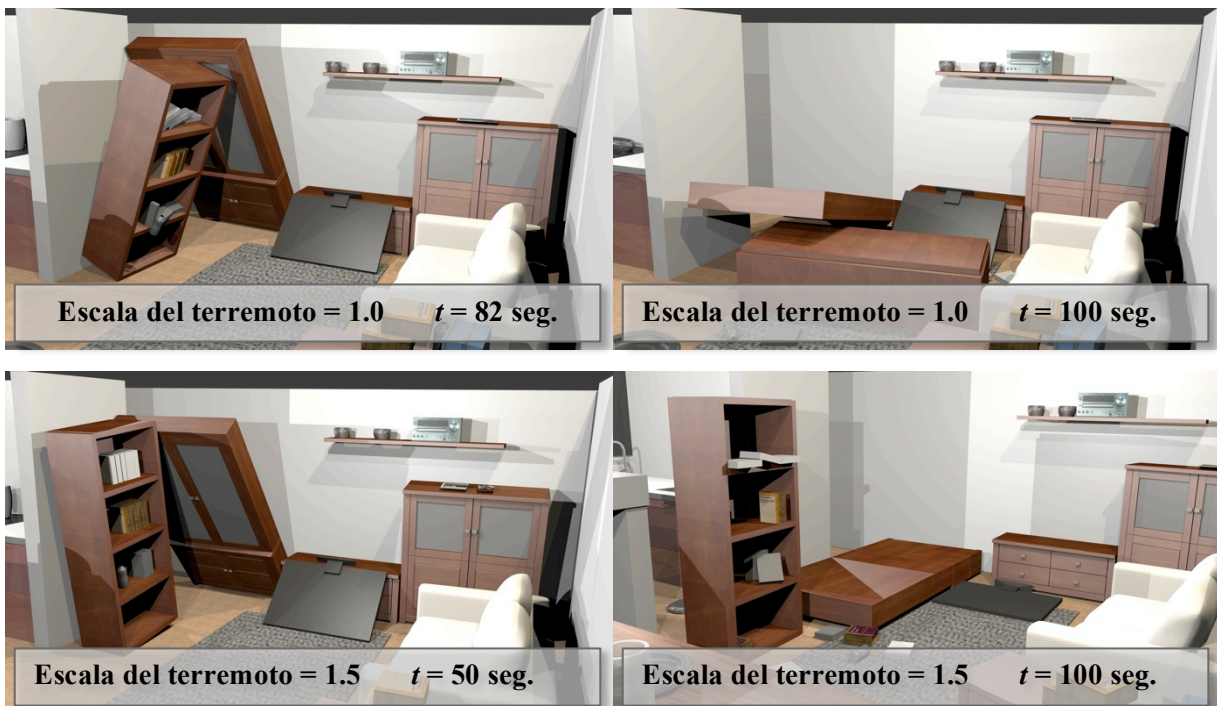 Escala del terremoto = 1.0 t = 82 seg.
Escala del terremoto = 1.0 t = 100 seg.
Escala del terremoto = 1.5 t = 50 seg.
Escala del terremoto = 1.5 t = 100 seg.